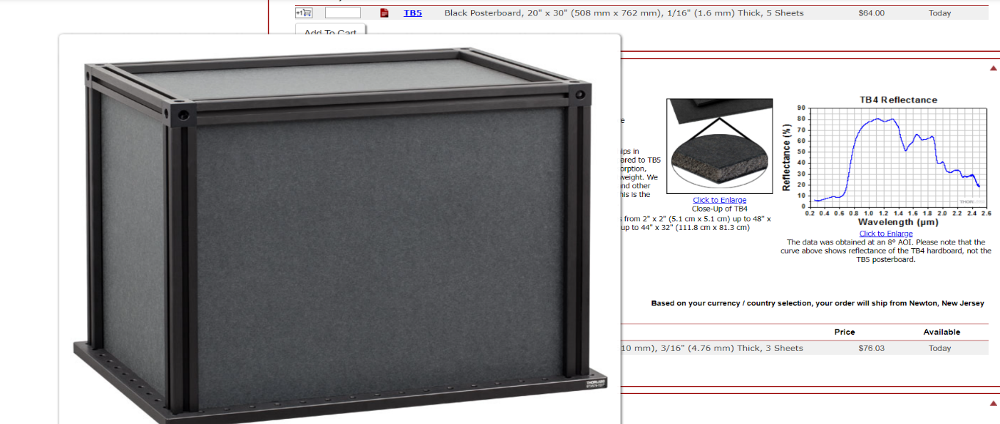 +1
TB5
Black Posterboard, 20" x 30" (508 mm x 762 mm), 1/16" (1.6 mm) Thick, 5 Sheets
$64.00
Today
Add To Cart
THORLABS
ips in
ared to TB5
orption,
weight. We
nd other
his is the
Click to Enlarge
Close-Up of TB4
from 2" x 2" (5.1 cm x 5.1 cm) up to 48" x
up to 44" x 32" (111.8 cm x 81.3 cm)
TB4 Reflectance
Reflectance (%)
90
80
70
60
50
40
30
20
10
0
0.2 0.4 0.6 0.8 1.0 1.2 1.4 1.6 1.8 2.0 2.2 2.4 2.6
THORLABS
Wavelength (µm)
Click to Enlarge
The data was obtained at an 8° AOI. Please note that the
curve above shows reflectance of the TB4 hardboard, not the
TB5 posterboard.
Based on your currency / country selection, your order will ship from Newton, New Jersey
Price
Available
10 mm), 3/16" (4.76 mm) Thick, 3 Sheets
$76.03
Today